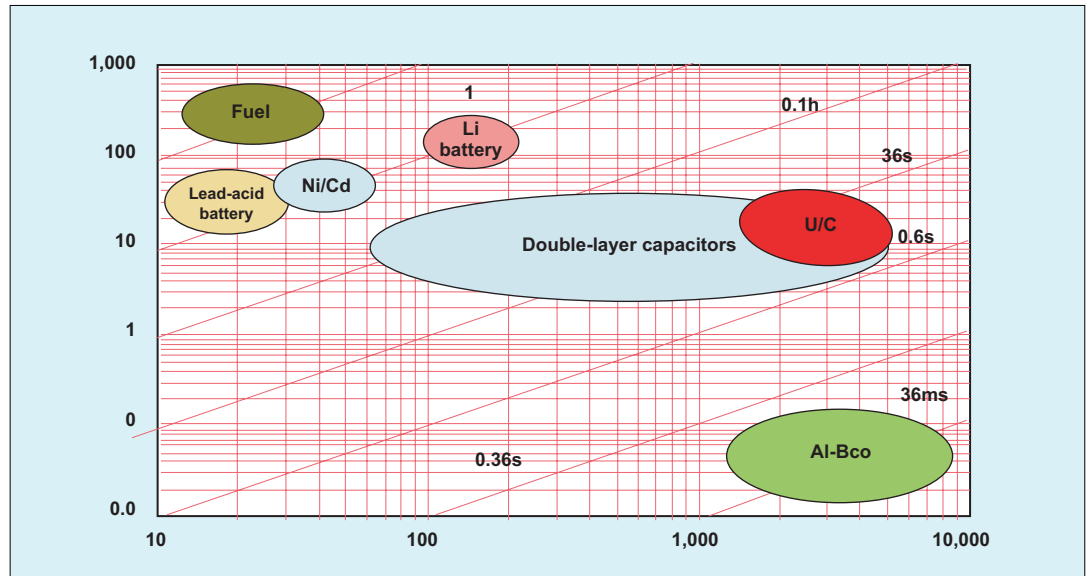 1,000
1
0.1h
Fuel
Li
battery
100
36s
Ni/Cd
Lead-acid
battery
U/C
0.6s
10
Double-layer capacitors
1
36ms
0
Al-Bco
0.36s
0.0
10
100
1,000
10,000